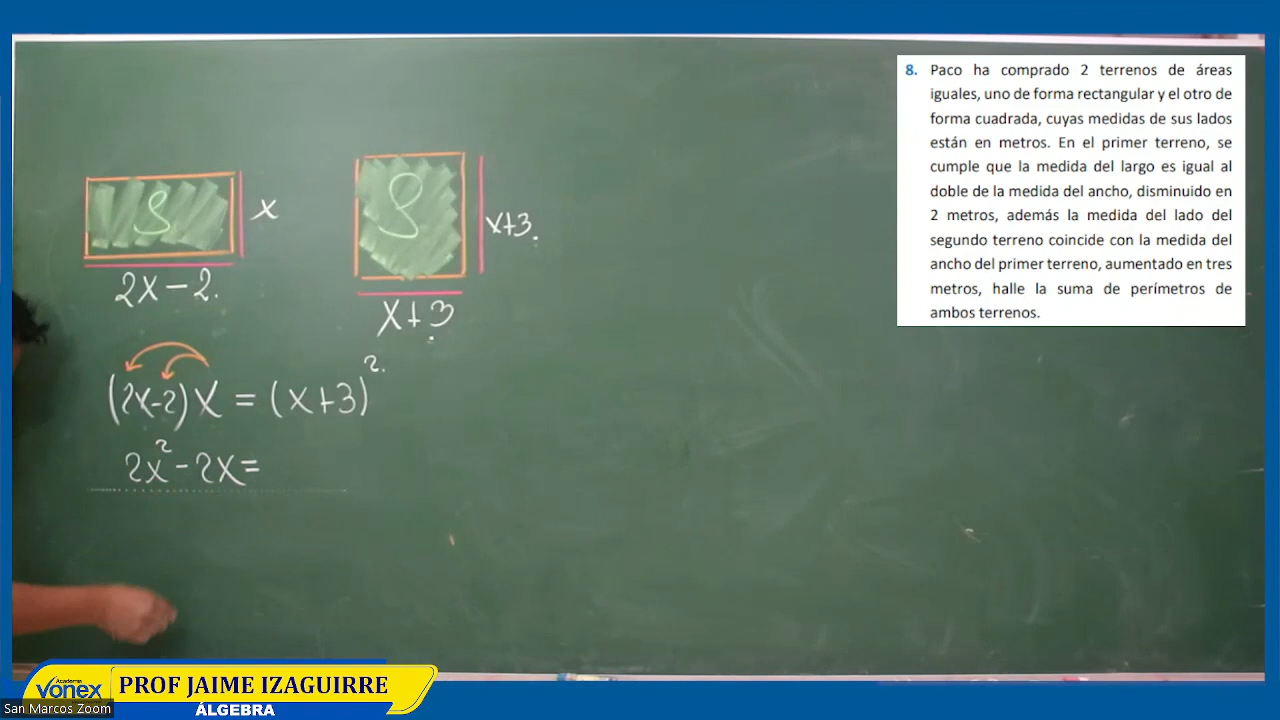 8. Paco ha comprado 2 terrenos de áreas
iguales, uno de forma rectangular y el otro de
forma cuadrada, cuyas medidas de sus lados
están en metros. En el primer terreno, se
cumple que la medida del largo es igual al
doble de la medida del ancho, disminuido en
2 metros, además la medida del lado del
segundo terreno coincide con la medida del
ancho del primer terreno, aumentado en tres
metros, halle la suma de perímetros de
ambos terrenos.
S
x
2x-2.
S
x+3.
x+3
(2x-2)x = (x+3)².
2x²-2x=
Academia
vonex
PROF JAIME IZAGUIRRE
ÁLGEBRA
San Marcos Zoom